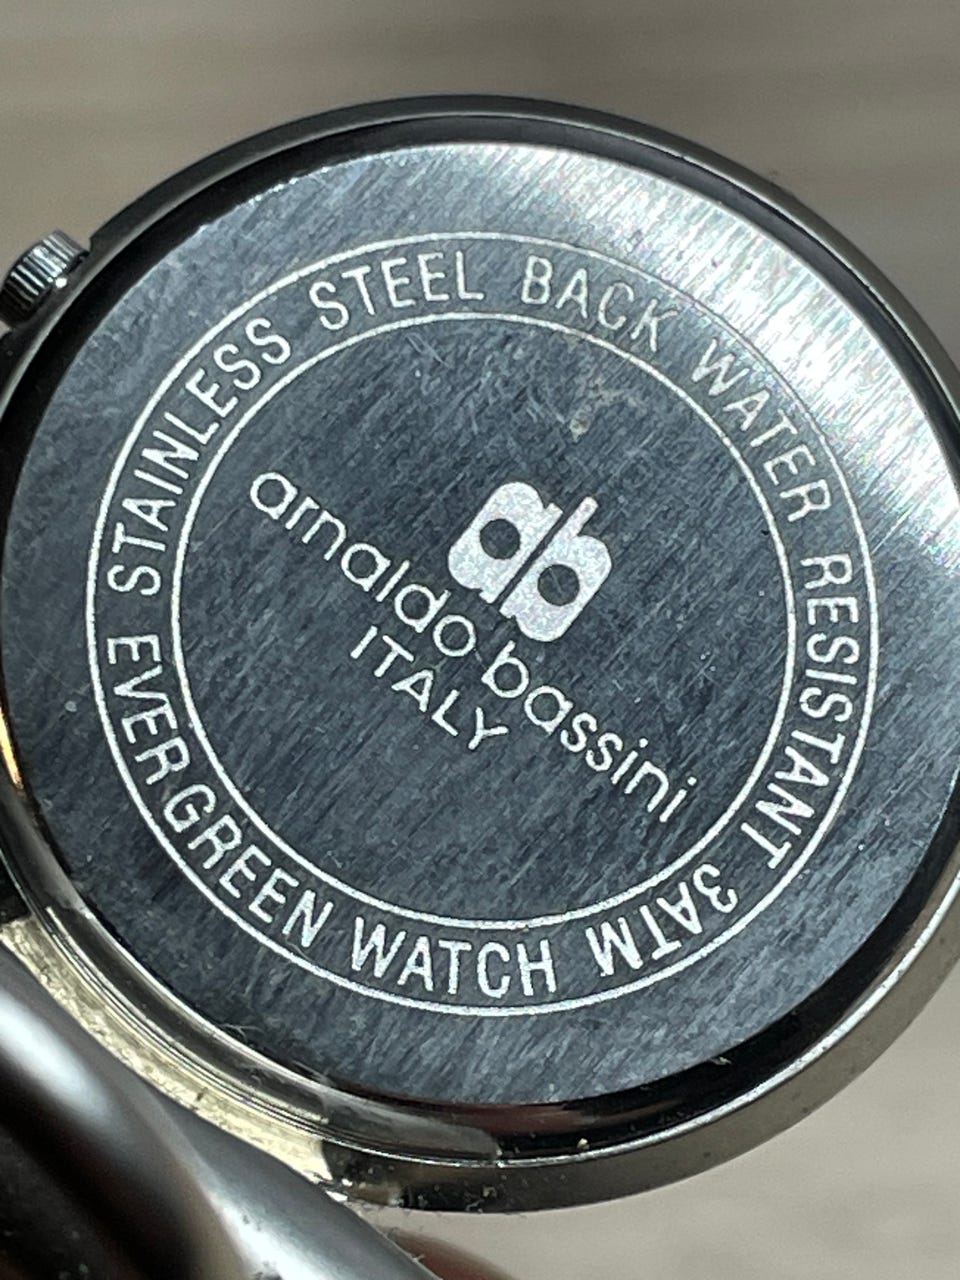 STAINLESS STEEL BACK WATER RESISTANT 3ATM
EVERGREEN WATCH
ab
arnaldo bassini
ITALY